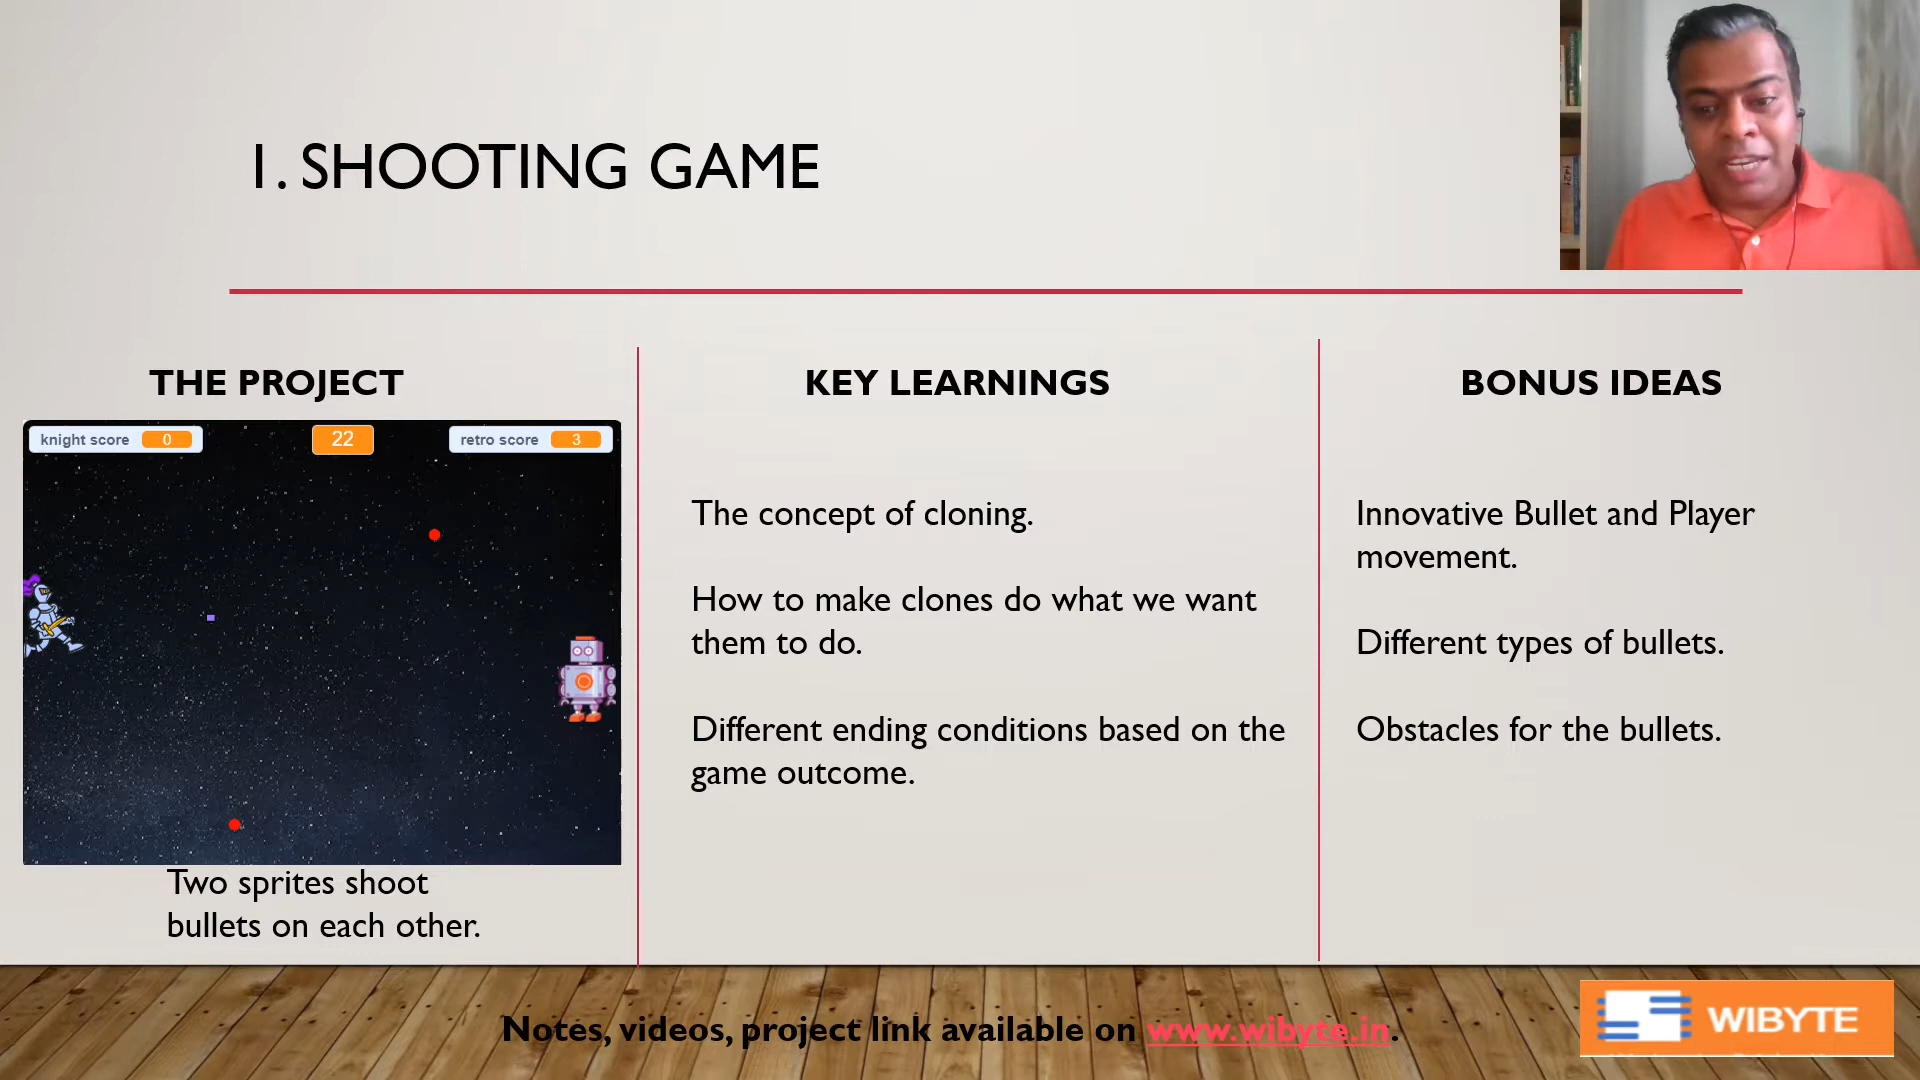 1. SHOOTING GAME
THE PROJECT
knight score 0
22
retro score 3
Two sprites shoot
bullets on each other.
KEY LEARNINGS
The concept of cloning.
How to make clones do what we want
them to do.
Different ending conditions based on the
game outcome.
BONUS IDEAS
Innovative Bullet and Player
movement.
Different types of bullets.
Obstacles for the bullets.
Notes, videos, project link available on www.wibyte.in.
WIBYTE